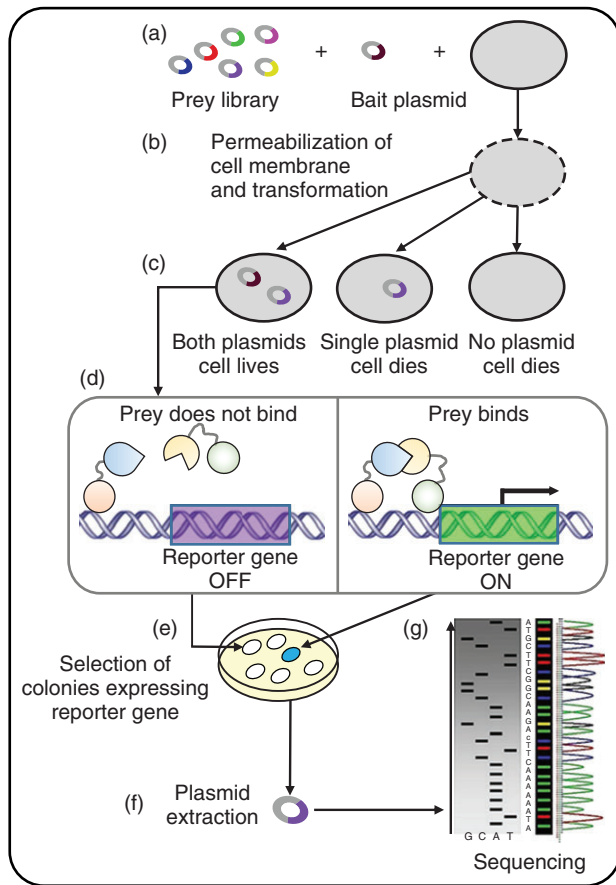 (a)
+
+
Prey library
Bait plasmid
(b)
Permeabilization of
cell membrane
and transformation
(c)
Both plasmids
cell lives
Single plasmid
cell dies
No plasmid
cell dies
(d)
Prey does not bind
Reporter gene
OFF
Prey binds
Reporter gene
ON
(e)
Selection of
colonies expressing
reporter gene
(f)
Plasmid
extraction
(g)
ATGCTTCGGCAAGAcTTCAAAAAATA
G C A T
Sequencing